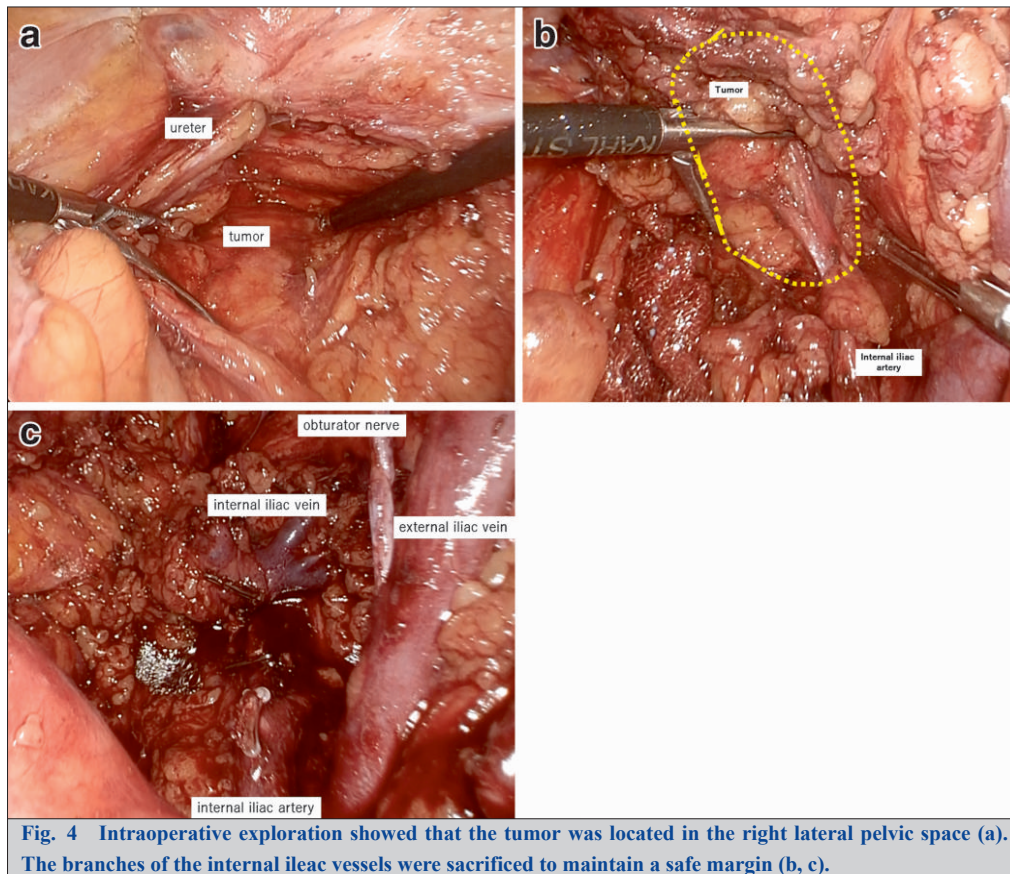 a
ureter
tumor
b
Tumor
KAHL ST
Internal iliac
artery
c
obturator nerve
internal iliac vein
external iliac vein
internal iliac artery
Fig. 4 Intraoperative exploration showed that the tumor was located in the right lateral pelvic space (a).
The branches of the internal ileac vessels were sacrificed to maintain a safe margin (b, c).